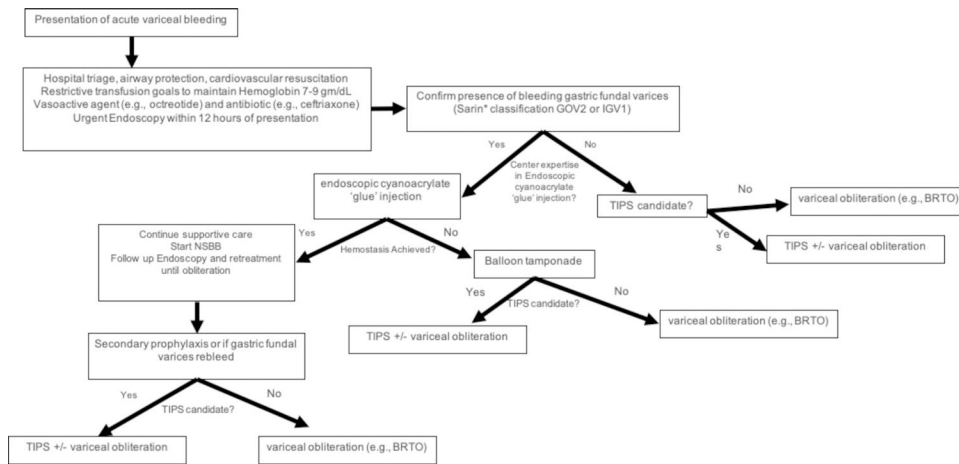 Presentation of acute variceal bleeding
Hospital triage, airway protection, cardiovascular resuscitation
Restrictive transfusion goals to maintain Hemoglobin 7-9 gm/dL
Vasoactive agent (e.g., octreotide) and antibiotic (e.g., ceftriaxone)
Urgent Endoscopy within 12 hours of presentation
Confirm presence of bleeding gastric fundal varices
(Sarin* classification GOV2 or IGV1)
Yes
No
Center expertise
in Endoscopic
cyanoacrylate
'glue' injection?
endoscopic cyanoacrylate
'glue' injection
TIPS candidate?
No
variceal obliteration (e.g., BRTO)
Ye
s
TIPS +/- variceal obliteration
Yes
No
Hemostasis Achieved?
Continue supportive care
Start NSBB
Follow up Endoscopy and retreatment
until obliteration
Balloon tamponade
Yes
No
TIPS candidate?
TIPS +/- variceal obliteration
variceal obliteration (e.g., BRTO)
Secondary prophylaxis or if gastric fundal
varices rebleed
Yes
No
TIPS candidate?
TIPS +/- variceal obliteration
variceal obliteration (e.g., BRTO)